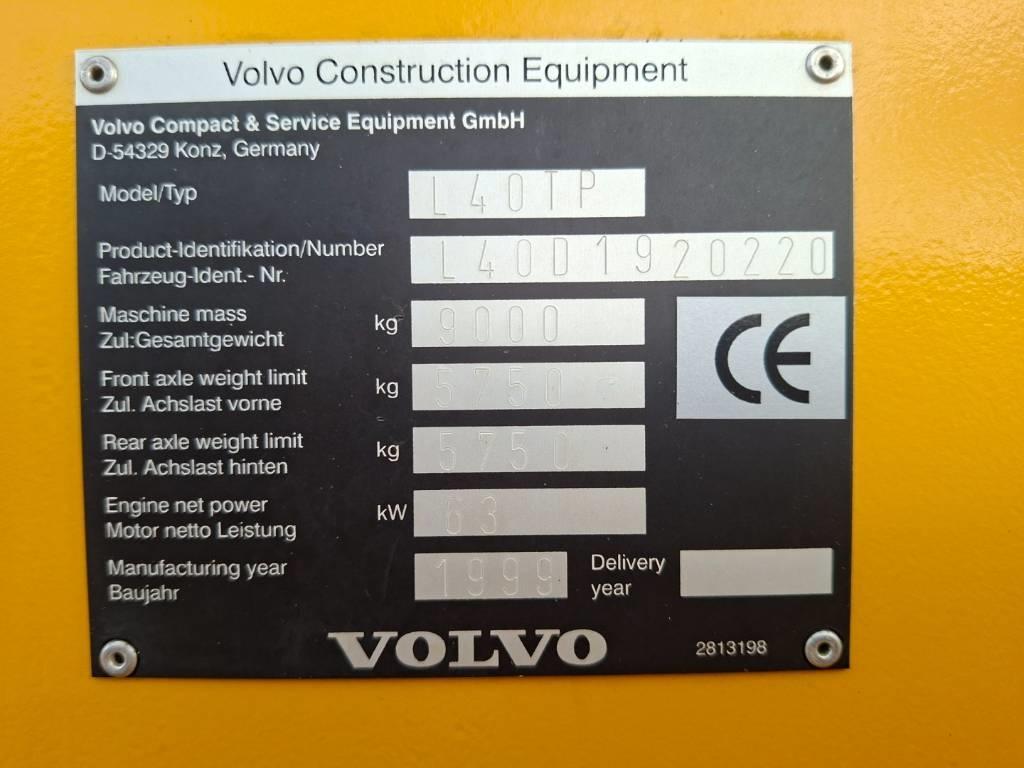 Volvo Construction Equipment
Volvo Compact & Service Equipment GmbH
D-54329 Konz, Germany
Model/Typ L40TP
Product-Identifikation/Number
Fahrzeug-Ident.- Nr. L40D1920220
Maschine mass
Zul:Gesamtgewicht kg 9000
Front axle weight limit
Zul. Achslast vorne kg 5750
Rear axle weight limit
Zul. Achslast hinten kg 5750
Engine net power
Motor netto Leistung kW 63
Manufacturing year
Baujahr 1999
Delivery
year
CE
VOLVO
2813198